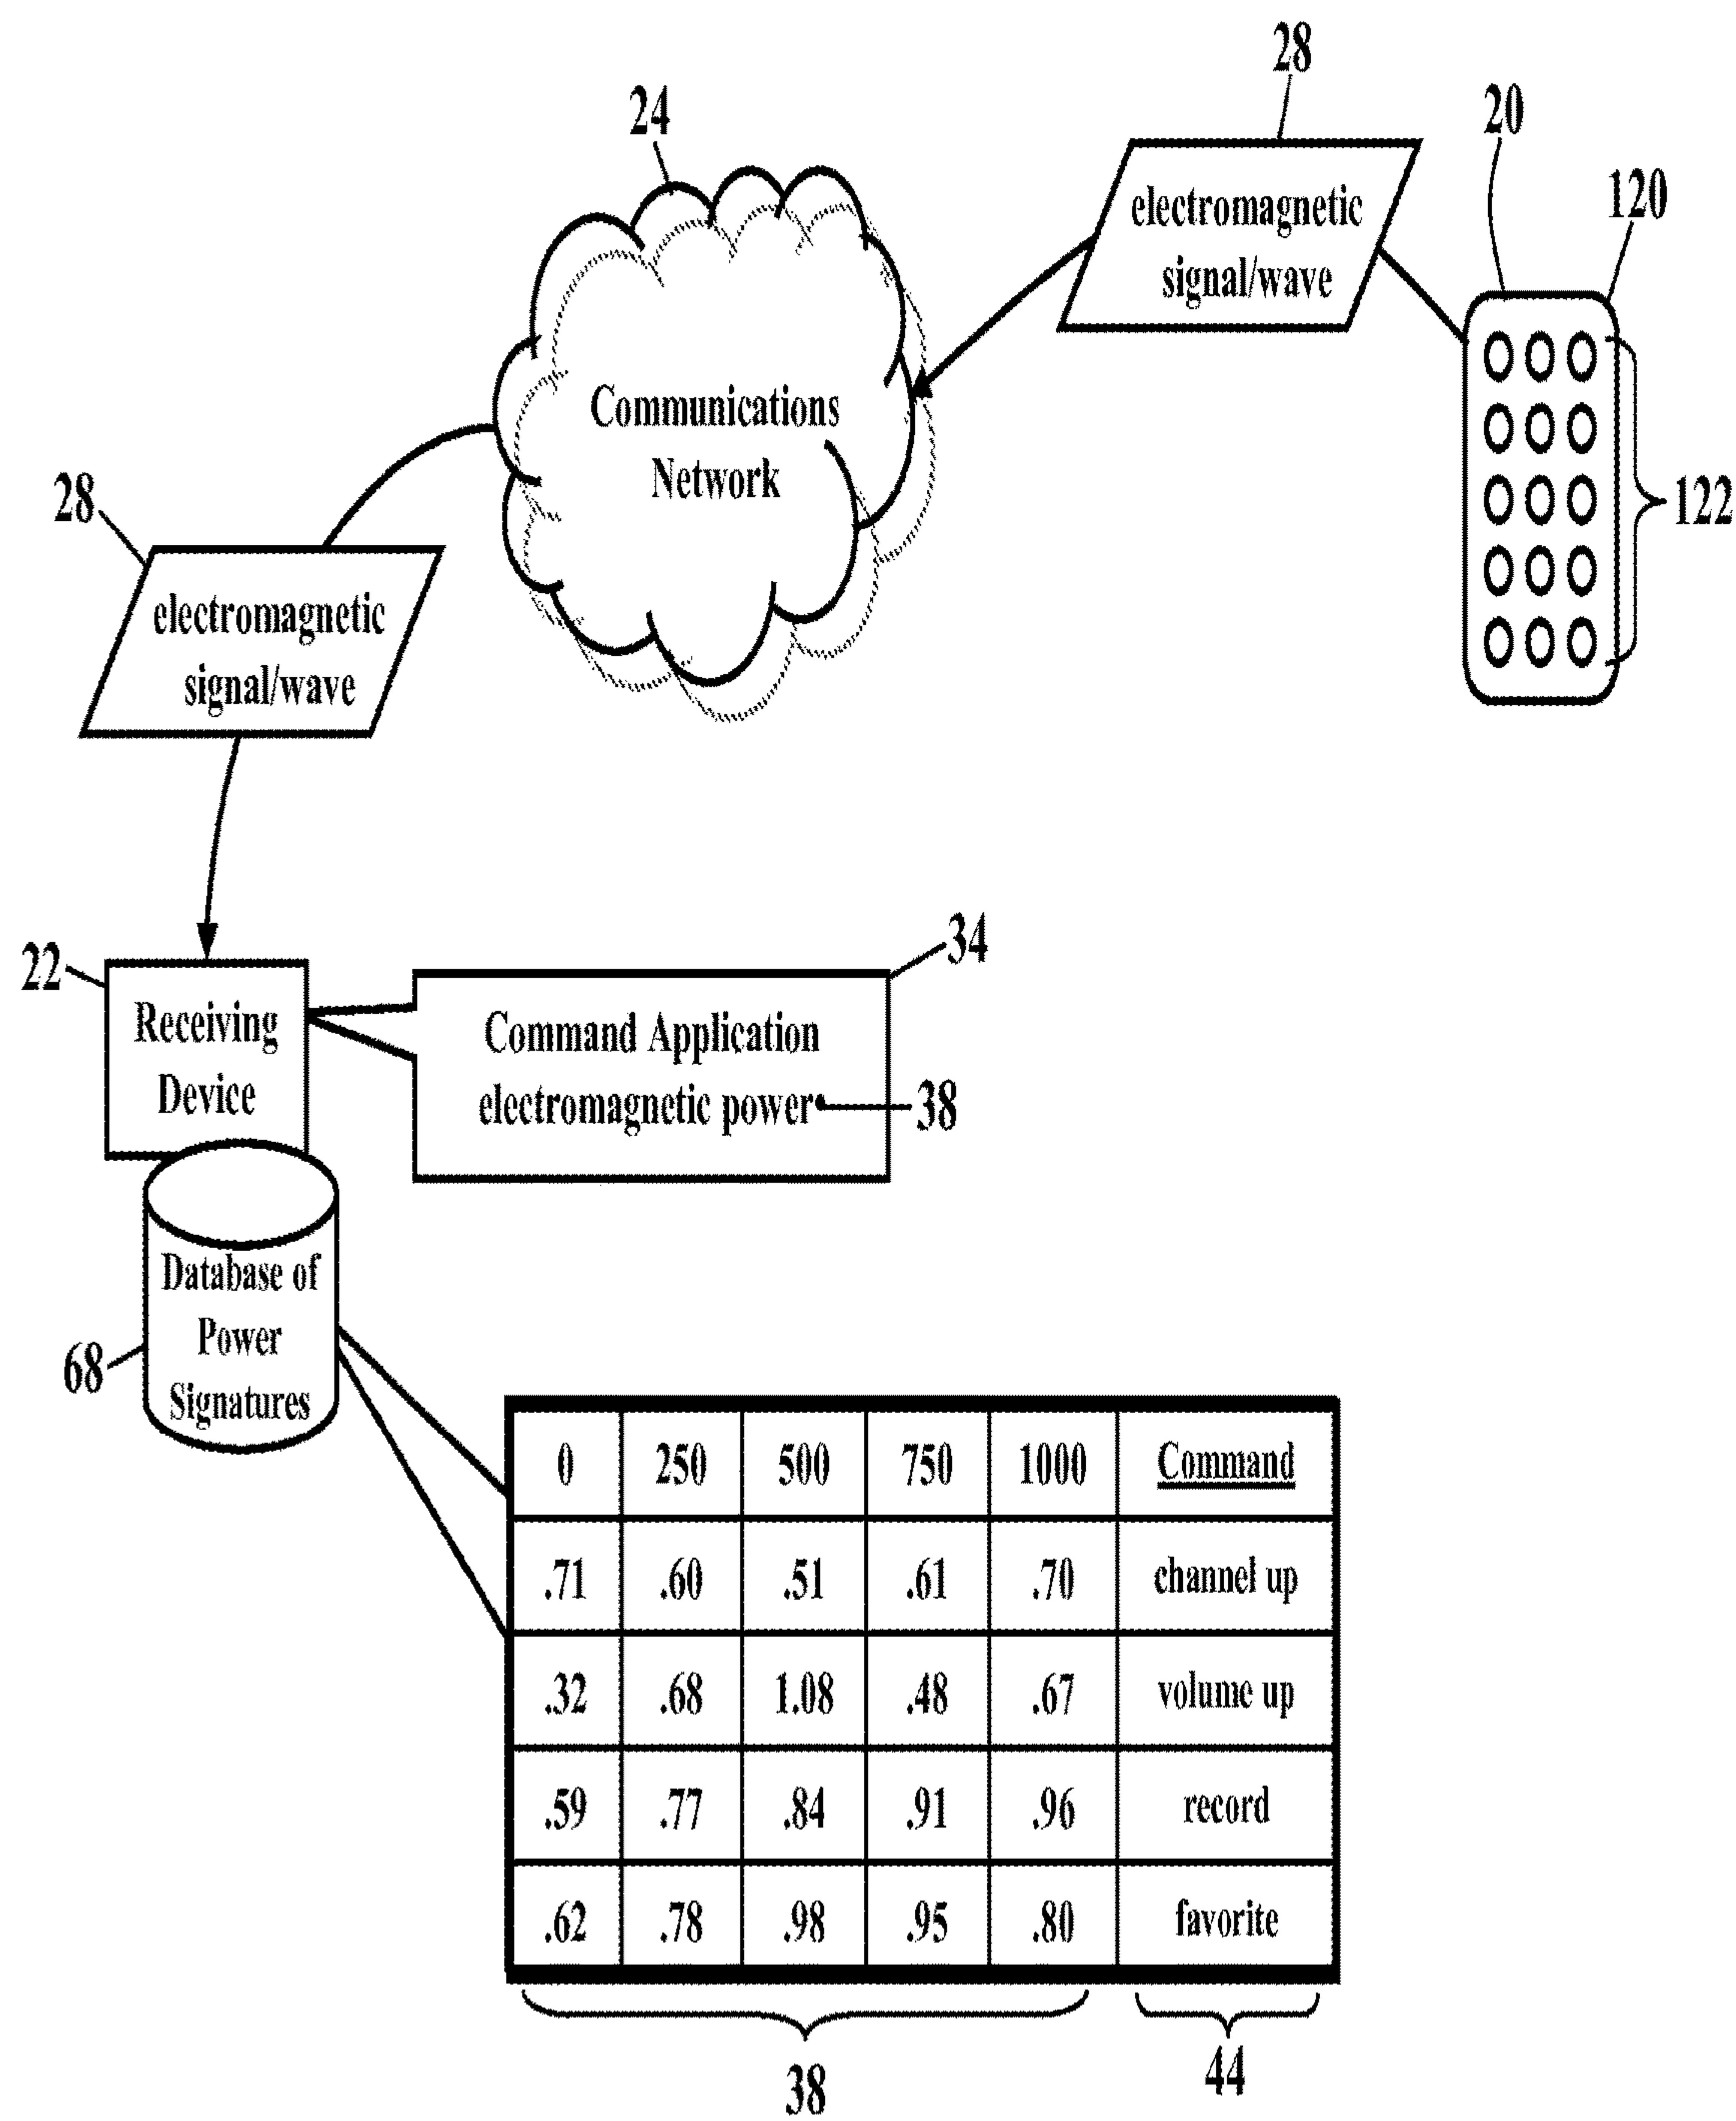 28
24
20
electromagnetic
signal/wave
120
Communications
Network
122
28
electromagnetic
signal/wave
22
34
Receiving
Device
Command Application
electromagnetic power
38
Database of
Power
Signatures
68
0 250 500 750 1000 Command
.71 .60 .51 .61 .70 channel up
.32 .68 1.08 .48 .67 volume up
.59 .77 .84 .91 .96 record
.62 .78 .98 .95 .80 favorite
38
44